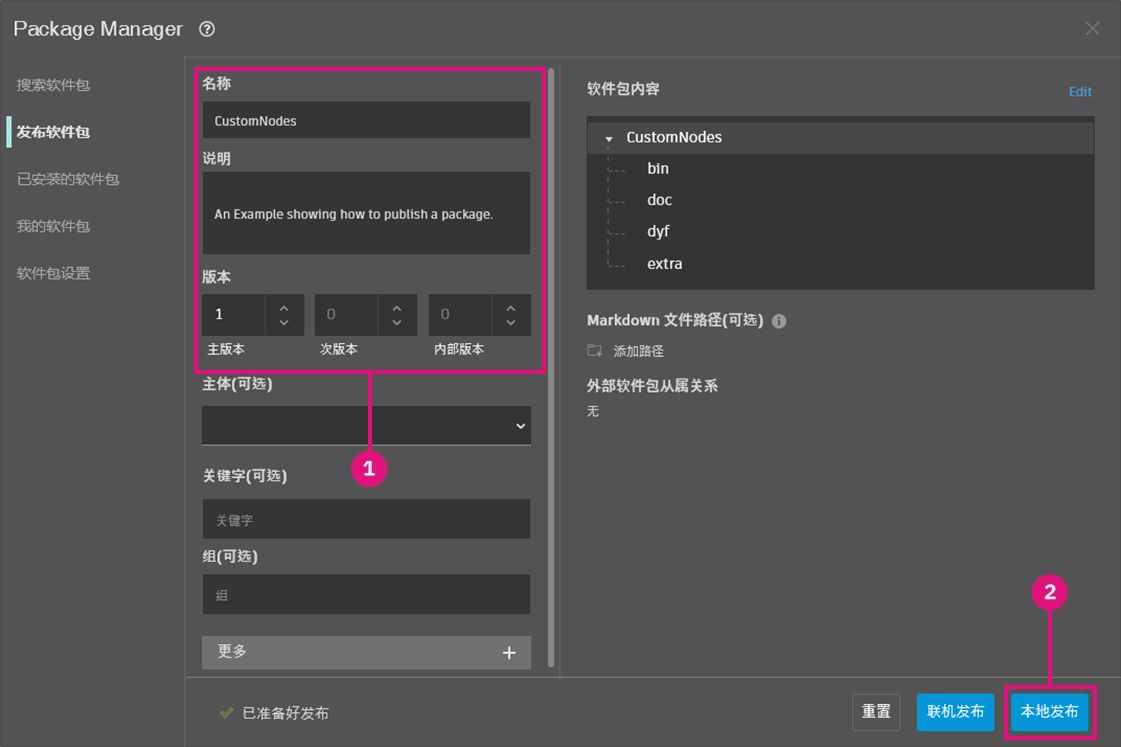 Package Manager ?
搜索软件包
发布软件包
已安装的软件包
我的软件包
软件包设置
名称
CustomNodes
说明
An Example showing how to publish a package.
版本
1 0 0
主版本 次版本 内部版本
主体(可选)
1
关键字(可选)
关键字
组(可选)
组
更多 +
软件包内容 Edit
CustomNodes
bin
doc
dyf
extra
Markdown 文件路径(可选) i
添加路径
外部软件包从属关系
无
2
已准备好发布
重置 联机发布 本地发布